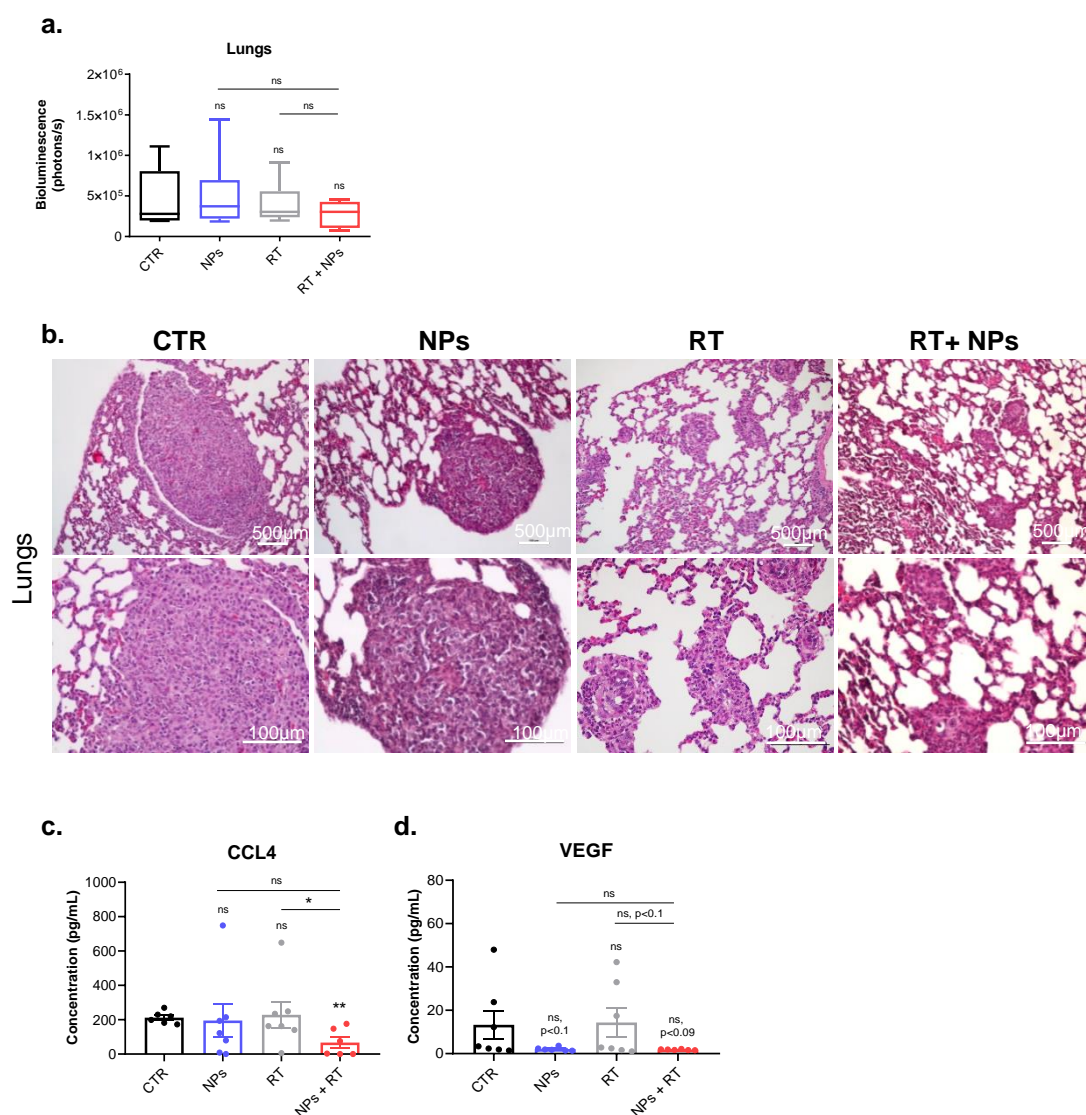 a.
Lungs
Bioluminescence
(photons/s)
2×10⁶
1.5×10⁶
1×10⁶
5×10⁵
0
ns
ns
ns
ns
ns
CTR
NPs
RT
RT + NPs
b.
CTR
NPs
RT
RT+ NPs
Lungs
500µm
500µm
500µm
500µm
100µm
100µm
100µm
100µm
c.
CCL4
Concentration (pg/mL)
1000
800
600
400
200
0
ns
*
ns
ns
**
CTR
NPs
RT
NPs + RT
d.
VEGF
Concentration (pg/mL)
80
60
40
20
0
ns
ns, p<0.1
ns
ns,
p<0.1
ns,
p<0.09
CTR
NPs
RT
NPs + RT